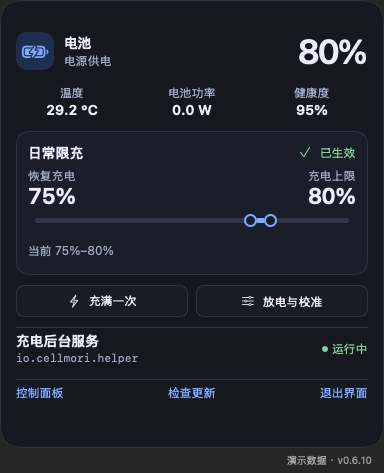 电池
80%
电源供电
温度 电池功率 健康度
29.2 °C 0.0 W 95%
日常限充 已生效
恢复充电 充电上限
75% 80%
当前 75%–80%
充满一次 放电与校准
充电后台服务
io.cellmori.helper
运行中
控制面板 检查更新 退出界面
演示数据 · v0.6.10